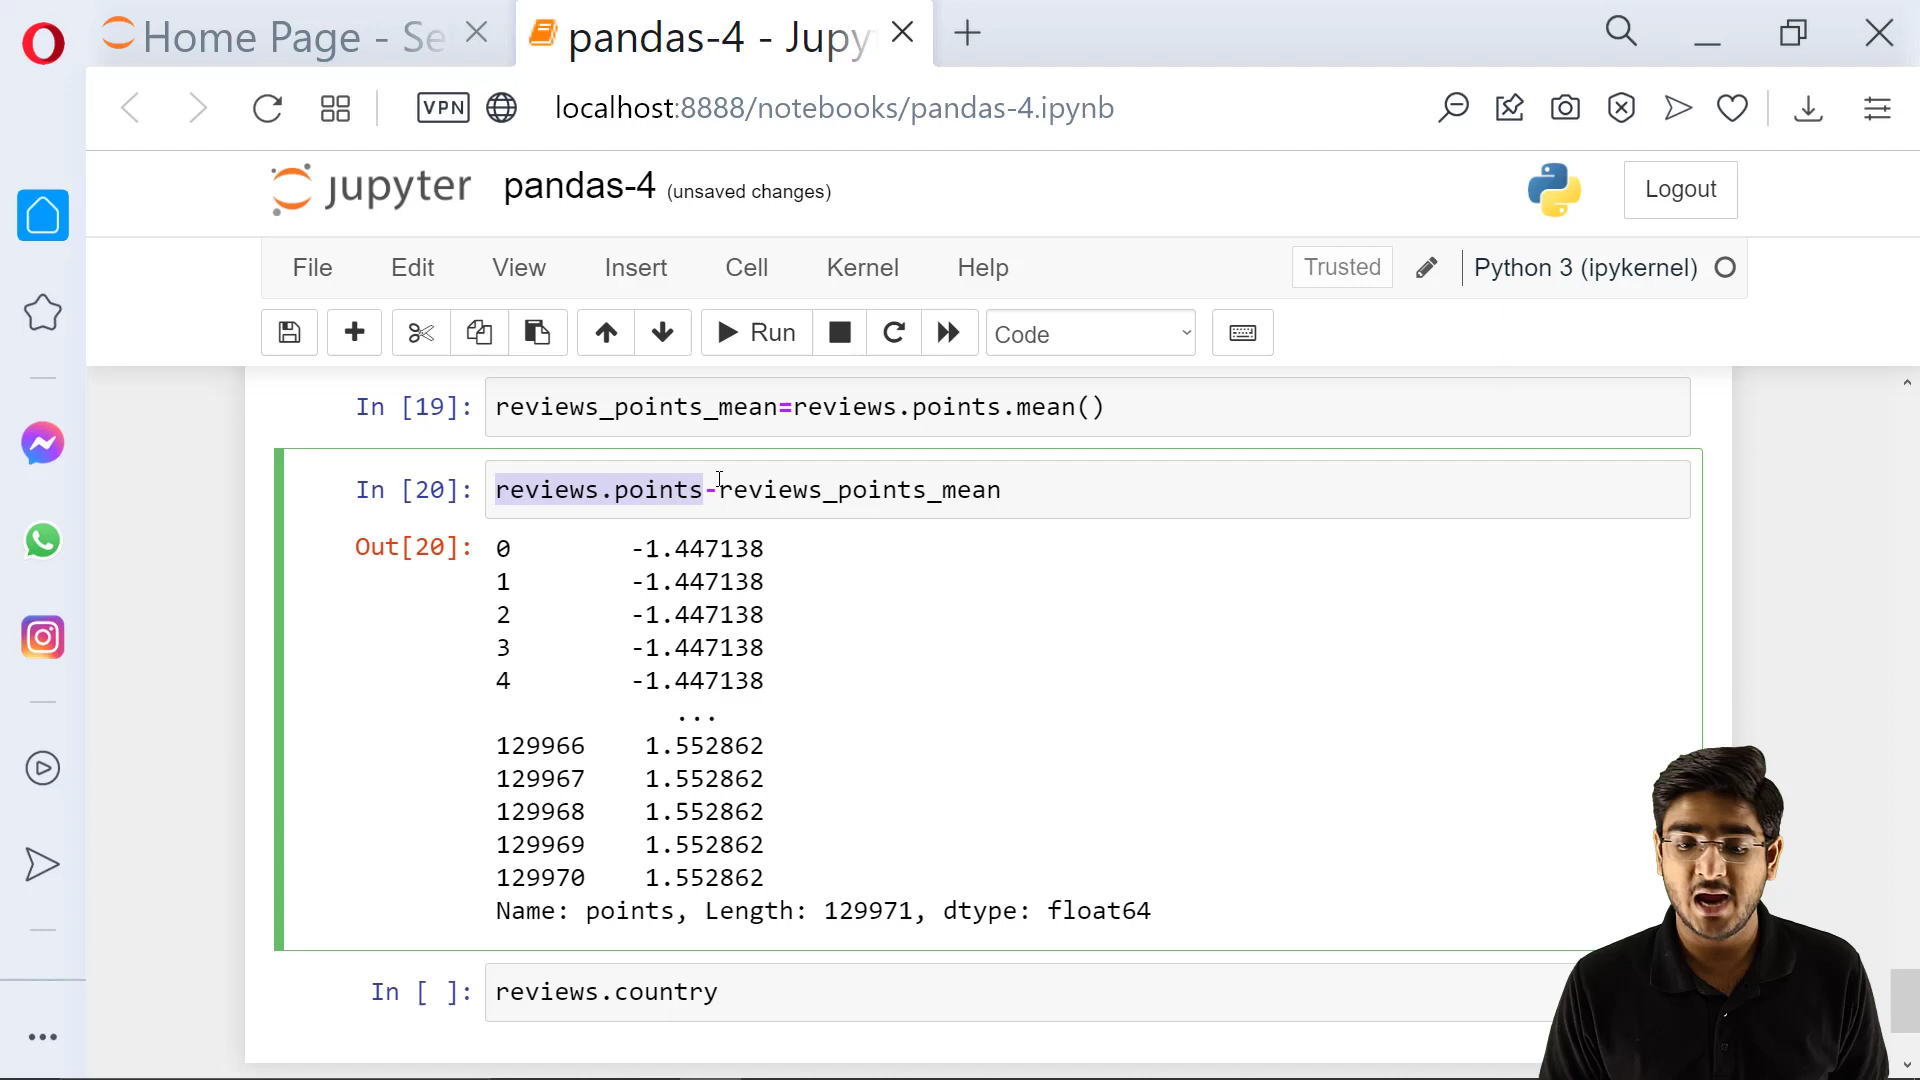 Home Page - Se
pandas-4 - Jupy
VPN
localhost:8888/notebooks/pandas-4.ipynb
jupyter pandas-4 (unsaved changes)
Logout
File Edit View Insert Cell Kernel Help
Trusted
Python 3 (ipykernel)
Run
Code
In [19]: reviews_points_mean=reviews.points.mean()
In [20]: reviews.points-reviews_points_mean
Out[20]: 0 -1.447138
1 -1.447138
2 -1.447138
3 -1.447138
4 -1.447138
...
129966 1.552862
129967 1.552862
129968 1.552862
129969 1.552862
129970 1.552862
Name: points, Length: 129971, dtype: float64
In [ ]: reviews.country